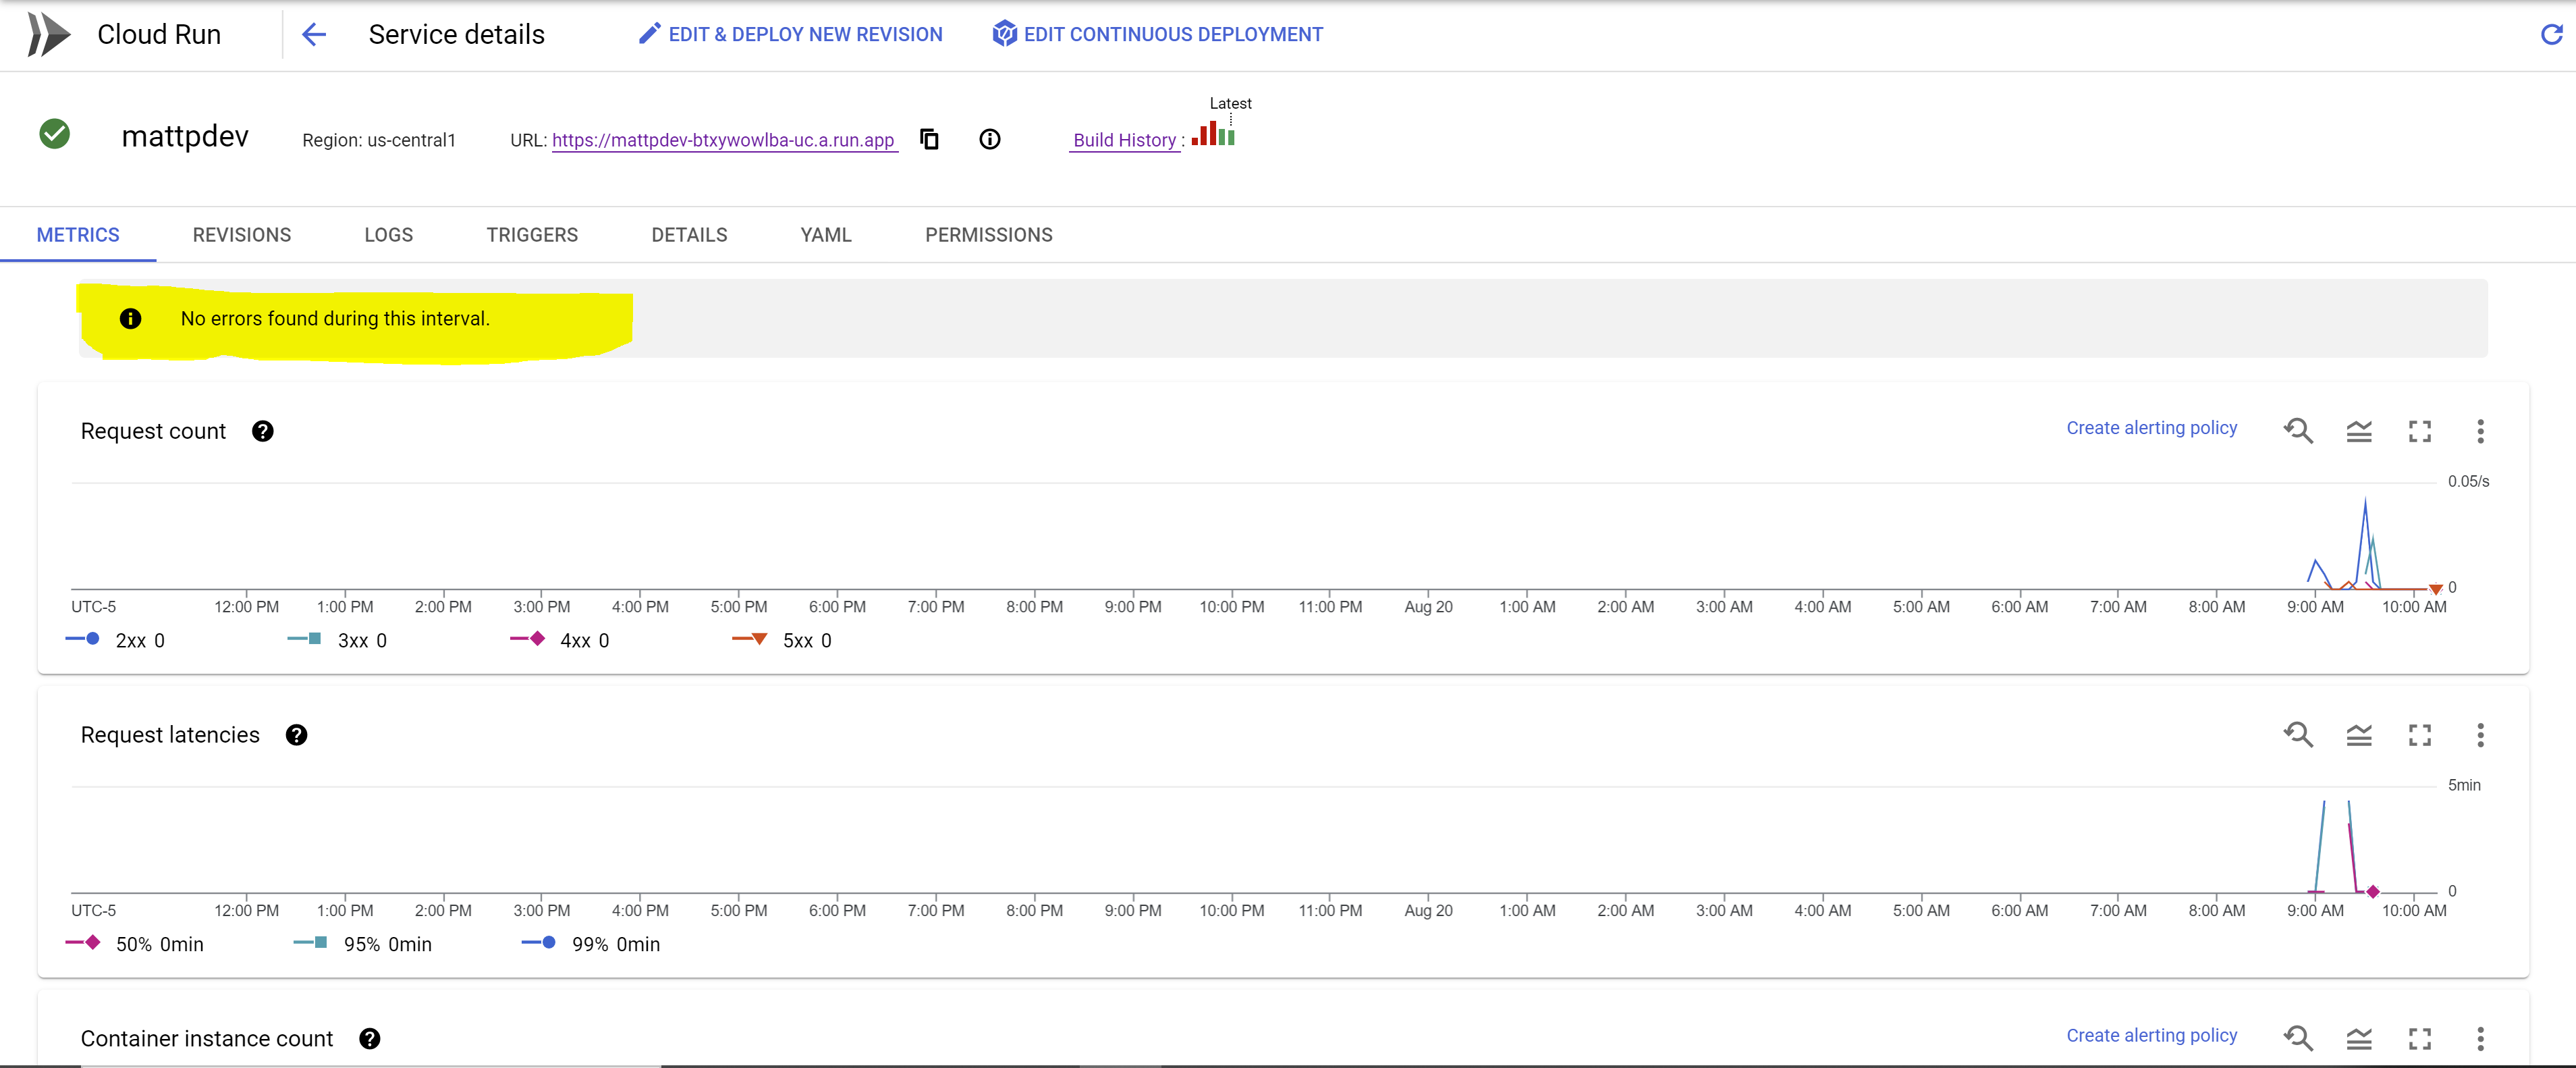 Cloud Run
Service details
EDIT & DEPLOY NEW REVISION
EDIT CONTINUOUS DEPLOYMENT
mattpdev
Region: us-central1
URL: https://mattpdev-btxywowlba-uc.a.run.app
Build History :
Latest
METRICS
REVISIONS
LOGS
TRIGGERS
DETAILS
YAML
PERMISSIONS
No errors found during this interval.
Request count
Create alerting policy
0.05/s
0
UTC-5 12:00 PM 1:00 PM 2:00 PM 3:00 PM 4:00 PM 5:00 PM 6:00 PM 7:00 PM 8:00 PM 9:00 PM 10:00 PM 11:00 PM Aug 20 1:00 AM 2:00 AM 3:00 AM 4:00 AM 5:00 AM 6:00 AM 7:00 AM 8:00 AM 9:00 AM 10:00 AM
2xx 0 3xx 0 4xx 0 5xx 0
Request latencies
5min
0
UTC-5 12:00 PM 1:00 PM 2:00 PM 3:00 PM 4:00 PM 5:00 PM 6:00 PM 7:00 PM 8:00 PM 9:00 PM 10:00 PM 11:00 PM Aug 20 1:00 AM 2:00 AM 3:00 AM 4:00 AM 5:00 AM 6:00 AM 7:00 AM 8:00 AM 9:00 AM 10:00 AM
50% 0min 95% 0min 99% 0min
Container instance count
Create alerting policy